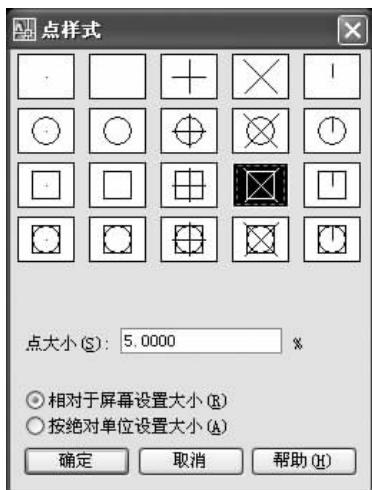 点样式
点大小(S): 5.0000 %
相对于屏幕设置大小(R)
按绝对单位设置大小(A)
确定 取消 帮助(H)